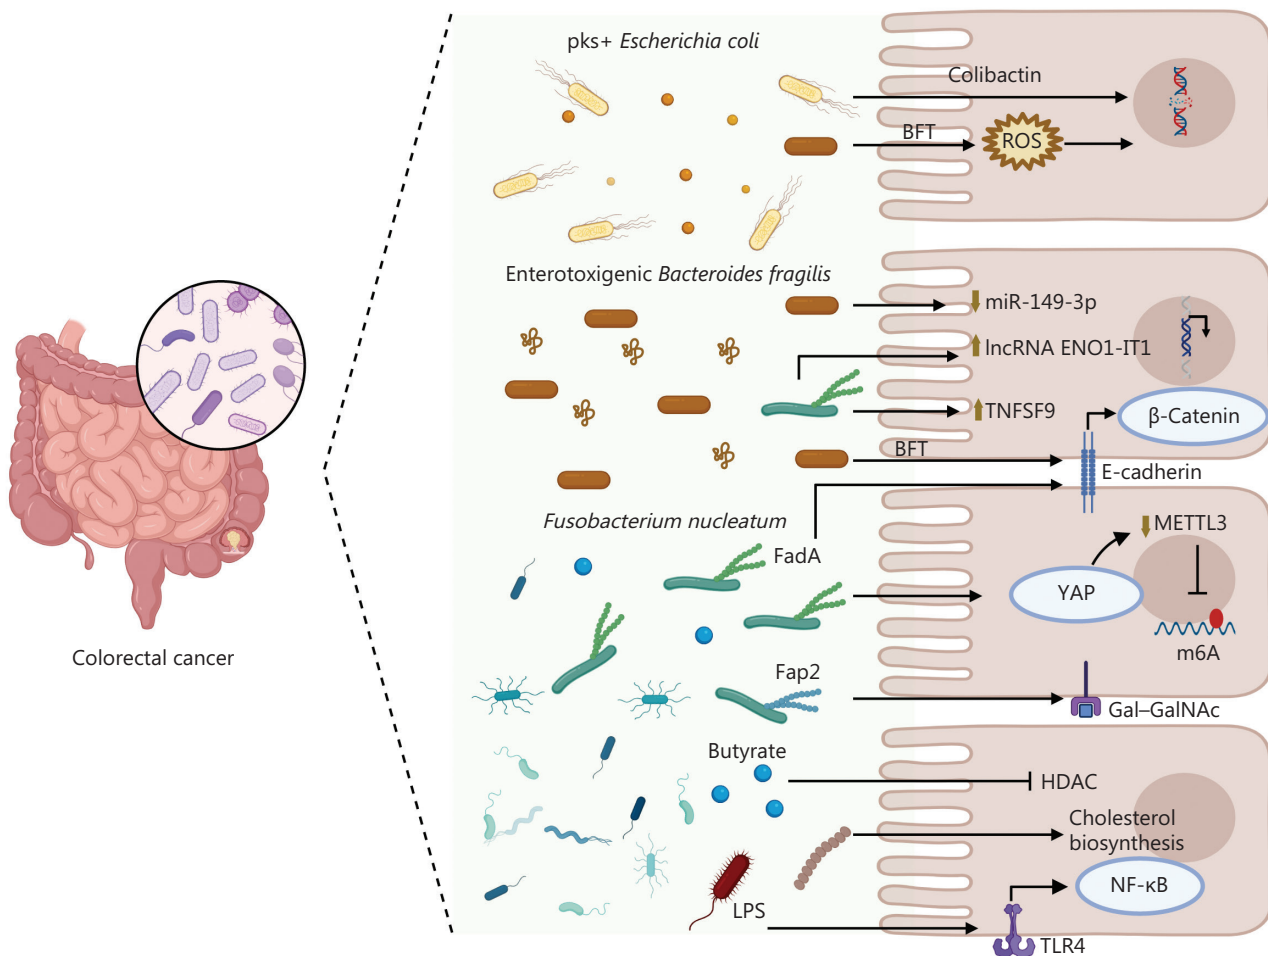 pks+ Escherichia coli
Colibactin
BFT
ROS
Enterotoxigenic Bacteroides fragilis
miR-149-3p
lncRNA ENO1-IT1
TNFSF9
β-Catenin
BFT
E-cadherin
Fusobacterium nucleatum
FadA
METTL3
YAP
m6A
Colorectal cancer
Fap2
Gal–GalNAc
Butyrate
HDAC
Cholesterol
biosynthesis
NF-κB
LPS
TLR4